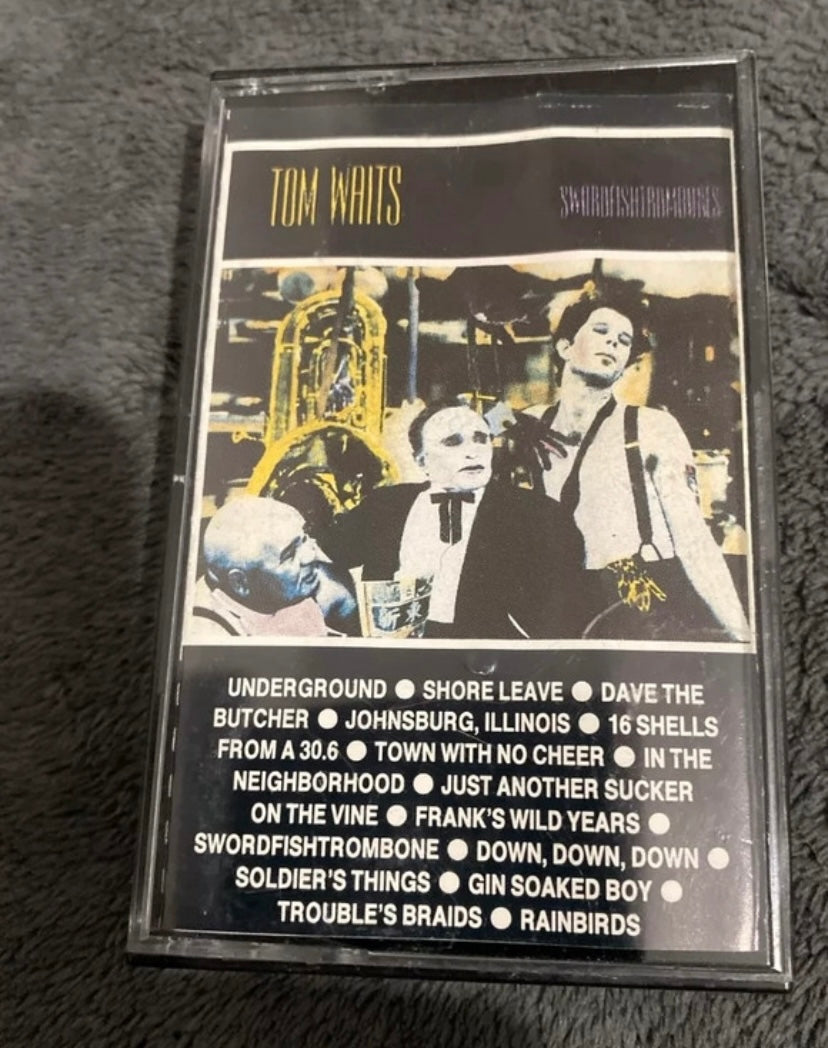 TOM WAITS
SWORDFISHTROMBONES
新東
UNDERGROUND ● SHORE LEAVE ● DAVE THE
BUTCHER ● JOHNSBURG, ILLINOIS ● 16 SHELLS
FROM A 30.6 ● TOWN WITH NO CHEER ● IN THE
NEIGHBORHOOD ● JUST ANOTHER SUCKER
ON THE VINE ● FRANK'S WILD YEARS ●
SWORDFISHTROMBONE ● DOWN, DOWN, DOWN ●
SOLDIER'S THINGS ● GIN SOAKED BOY ●
TROUBLE'S BRAIDS ● RAINBIRDS